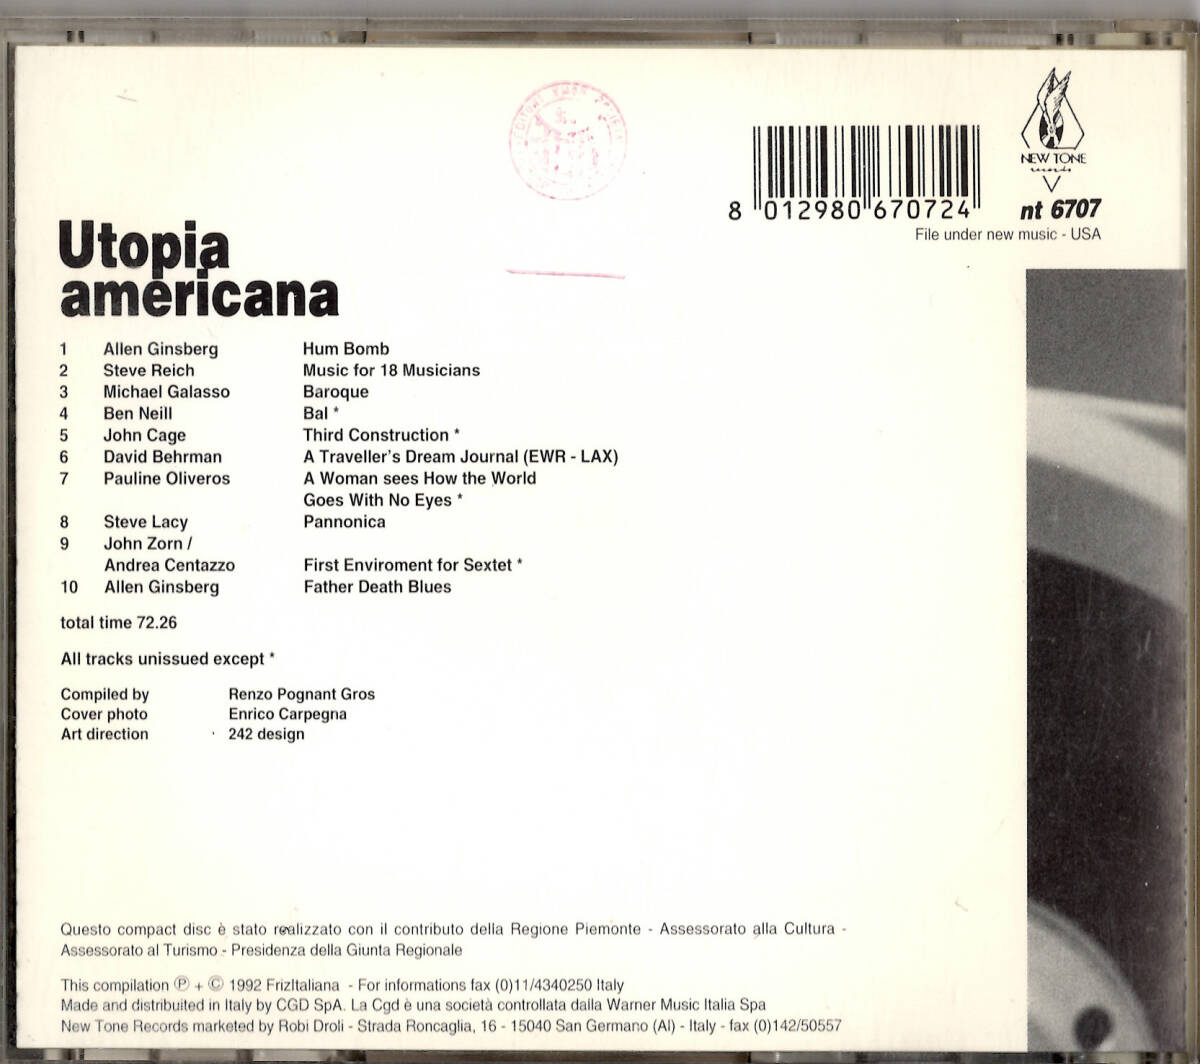 NEW TONE
records
8 012980 670724
nt 6707
File under new music - USA
Utopia
americana
1 Allen Ginsberg Hum Bomb
2 Steve Reich Music for 18 Musicians
3 Michael Galasso Baroque
4 Ben Neill Bal *
5 John Cage Third Construction *
6 David Behrman A Traveller's Dream Journal (EWR - LAX)
7 Pauline Oliveros A Woman sees How the World
Goes With No Eyes *
8 Steve Lacy Pannonica
9 John Zorn /
Andrea Centazzo First Enviroment for Sextet *
10 Allen Ginsberg Father Death Blues
total time 72.26
All tracks unissued except *
Compiled by Renzo Pognant Gros
Cover photo Enrico Carpegna
Art direction 242 design
Questo compact disc è stato realizzato con il contributo della Regione Piemonte - Assessorato alla Cultura -
Assessorato al Turismo - Presidenza della Giunta Regionale
This compilation Ⓟ + © 1992 FrizItaliana - For informations fax (0)11/4340250 Italy
Made and distribuited in Italy by CGD SpA. La Cgd è una società controllata dalla Warner Music Italia Spa
New Tone Records marketed by Robi Droli - Strada Roncaglia, 16 - 15040 San Germano (Al) - Italy - fax (0)142/50557